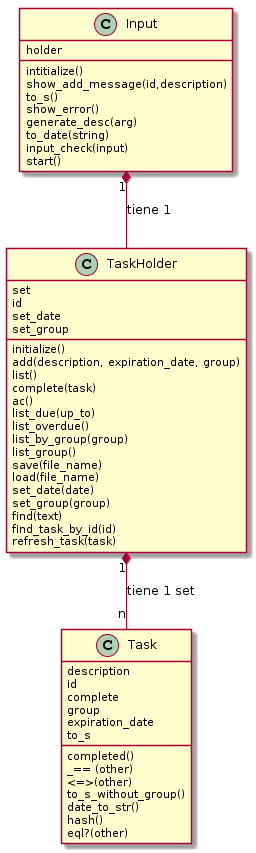 C Input
holder
intitialize()
show_add_message(id,description)
to_s()
show_error()
generate_desc(arg)
to_date(string)
input_check(input)
start()
1
tiene 1
C TaskHolder
set
id
set_date
set_group
initialize()
add(description, expiration_date, group)
list()
complete(task)
ac()
list_due(up_to)
list_overdue()
list_by_group(group)
list_group()
save(file_name)
load(file_name)
set_date(date)
set_group(group)
find(text)
find_task_by_id(id)
refresh_task(task)
1
tiene 1 set
n
C Task
description
id
complete
group
expiration_date
to_s
completed()
_== (other)
<=>(other)
to_s_without_group()
date_to_str()
hash()
eql?(other)